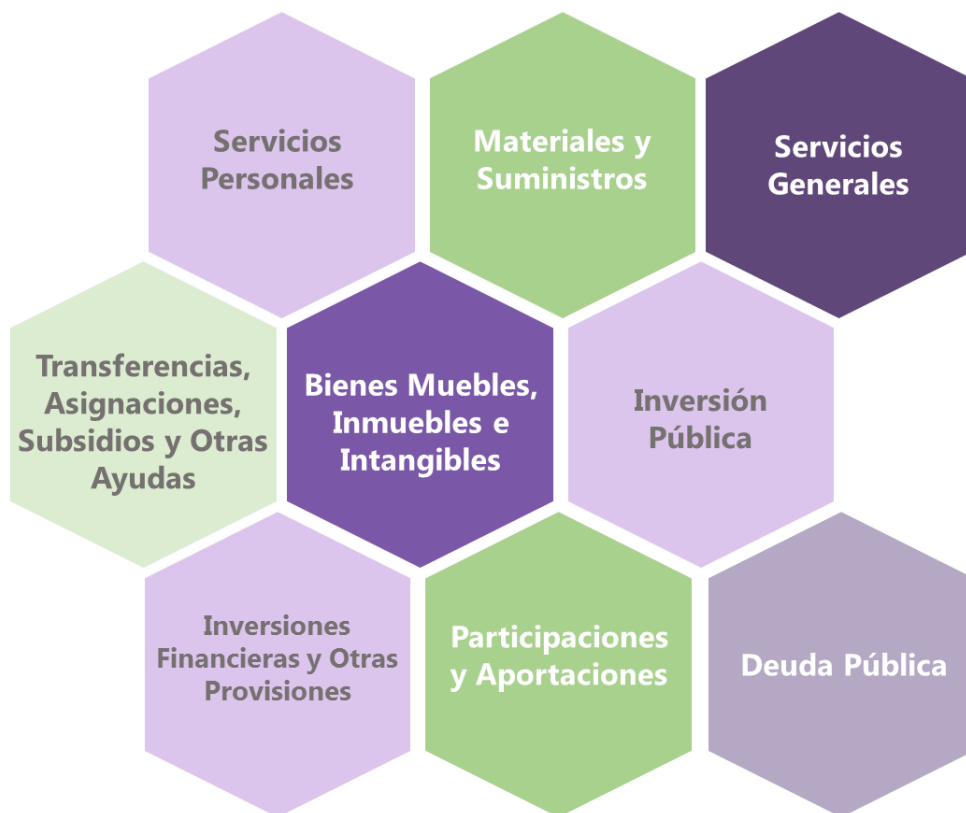 Servicios
Personales
Materiales y
Suministros
Servicios
Generales
Transferencias,
Asignaciones,
Subsidios y Otras
Ayudas
Bienes Muebles,
Inmuebles e
Intangibles
Inversión
Pública
Inversiones
Financieras y Otras
Provisiones
Participaciones
y Aportaciones
Deuda Pública